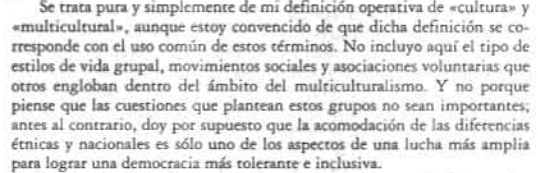 Se trata pura y simplemente de mi definición operativa de «cultura» y
«multicultural», aunque estoy convencido de que dicha definición se co-
rresponde con el uso común de estos términos. No incluyo aquí el tipo de
estilos de vida grupal, movimientos sociales y asociaciones voluntarias que
otros engloban dentro del ámbito del multiculturalismo. Y no porque
piense que las cuestiones que plantean estos grupos no sean importantes;
antes al contrario, doy por supuesto que la acomodación de las diferencias
étnicas y nacionales es sólo uno de los aspectos de una lucha más amplia
para lograr una democracia más tolerante e inclusiva.